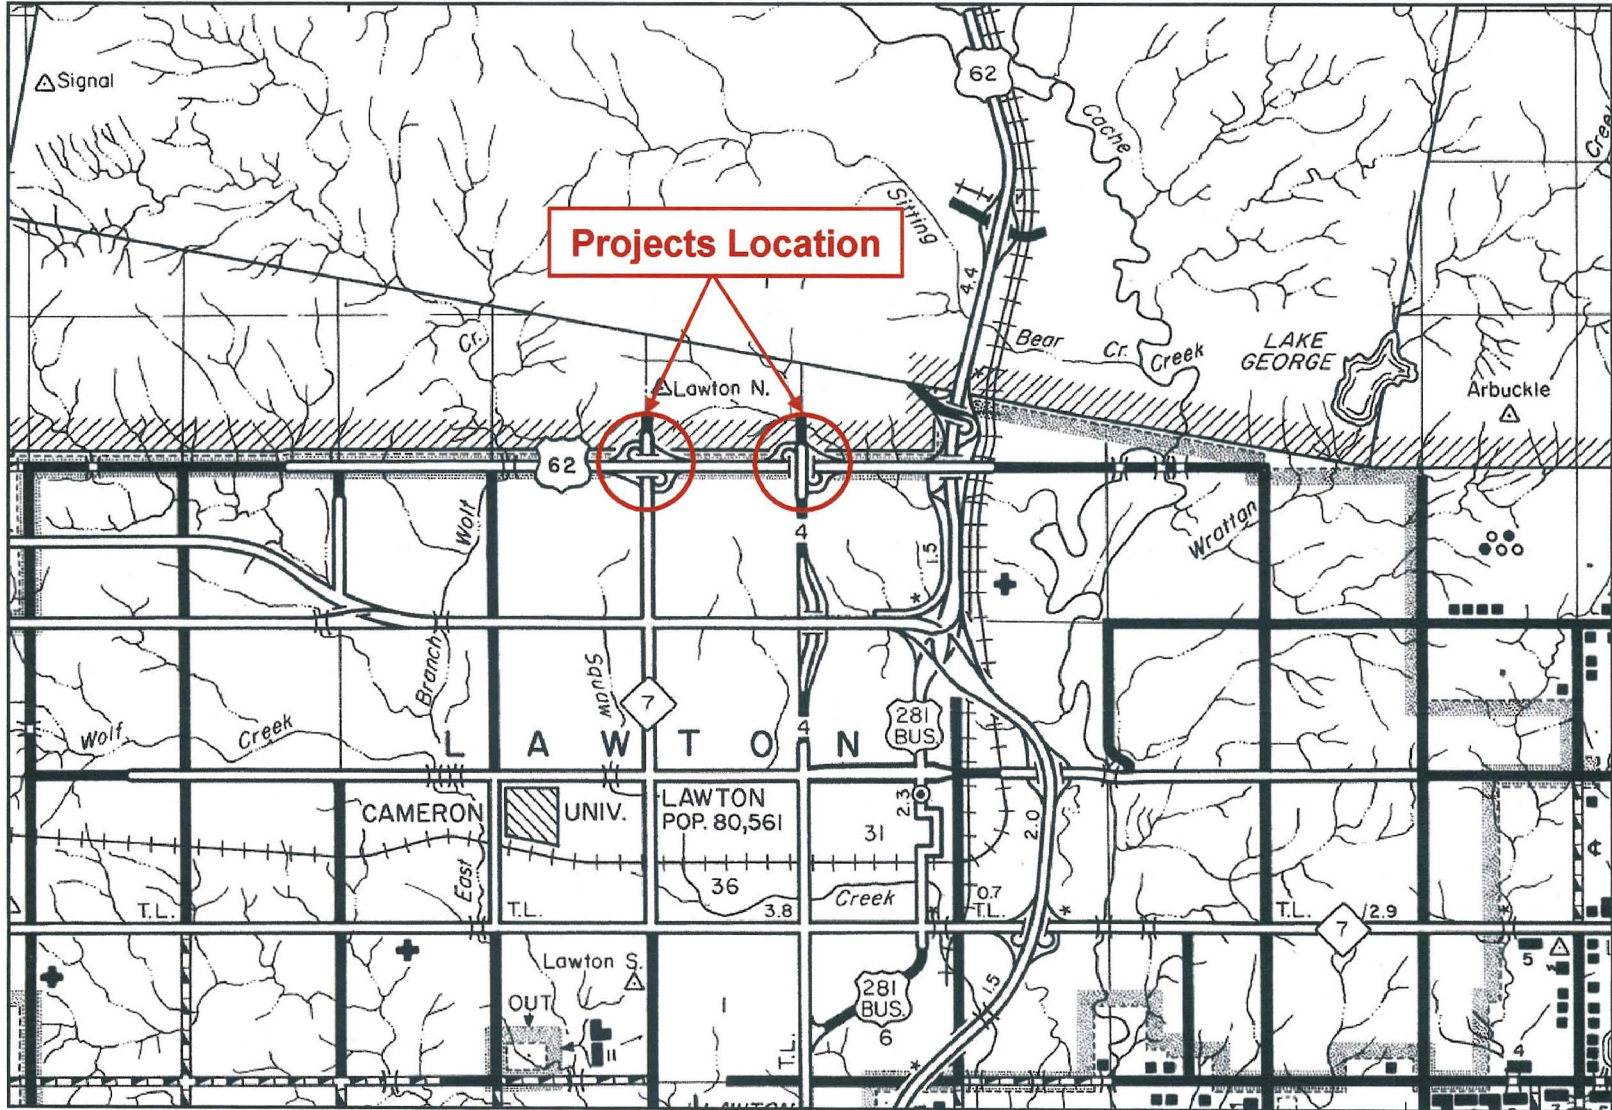 Signal
62
Cache
Creek
Sitting
Projects Location
4.4
Bear
Cr.
Creek
LAKE
GEORGE
Cr.
Lawton N.
Arbuckle
62
Wolf
4
1.5
Wrattan
Branch
Squaw
7
4
281
BUS.
Wolf
Creek
L A W T O N
CAMERON
UNIV.
LAWTON
POP. 80,561
2.3
31
2.0
East
36
3.8
Creek
0.7
T.L.
T.L.
T.L.
T.L.
7
2.9
Lawton S.
5
OUT
281
BUS.
6
1.5
1
11
T.L.
4
LAWTON